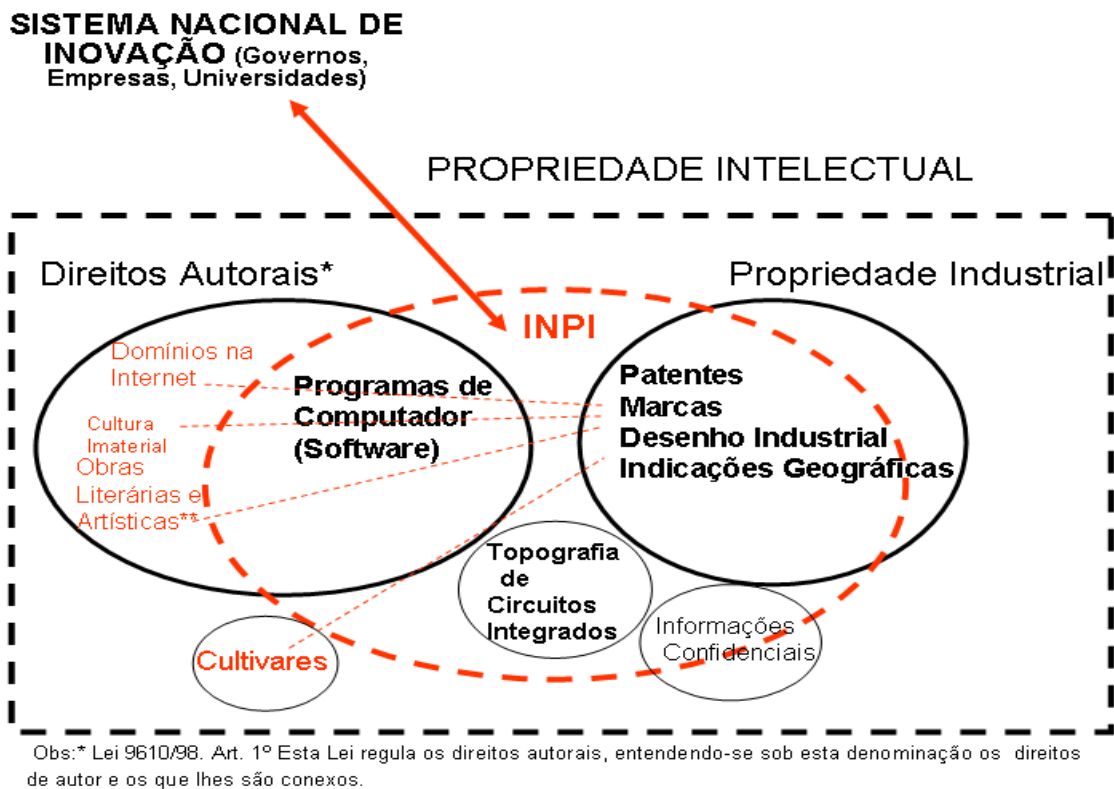 SISTEMA NACIONAL DE
INOVAÇÃO (Governos,
Empresas, Universidades)
PROPRIEDADE INTELECTUAL
Direitos Autorais*
Propriedade Industrial
INPI
Domínios na
Internet
Cultura
Imaterial
Obras
Literárias e
Artísticas**
Programas de
Computador
(Software)
Patentes
Marcas
Desenho Industrial
Indicações Geográficas
Topografia
de
Circuitos
Integrados
Informações
Confidenciais
Cultivares
Obs:* Lei 9610/98. Art. 1º Esta Lei regula os direitos autorais, entendendo-se sob esta denominação os direitos
de autor e os que lhes são conexos.